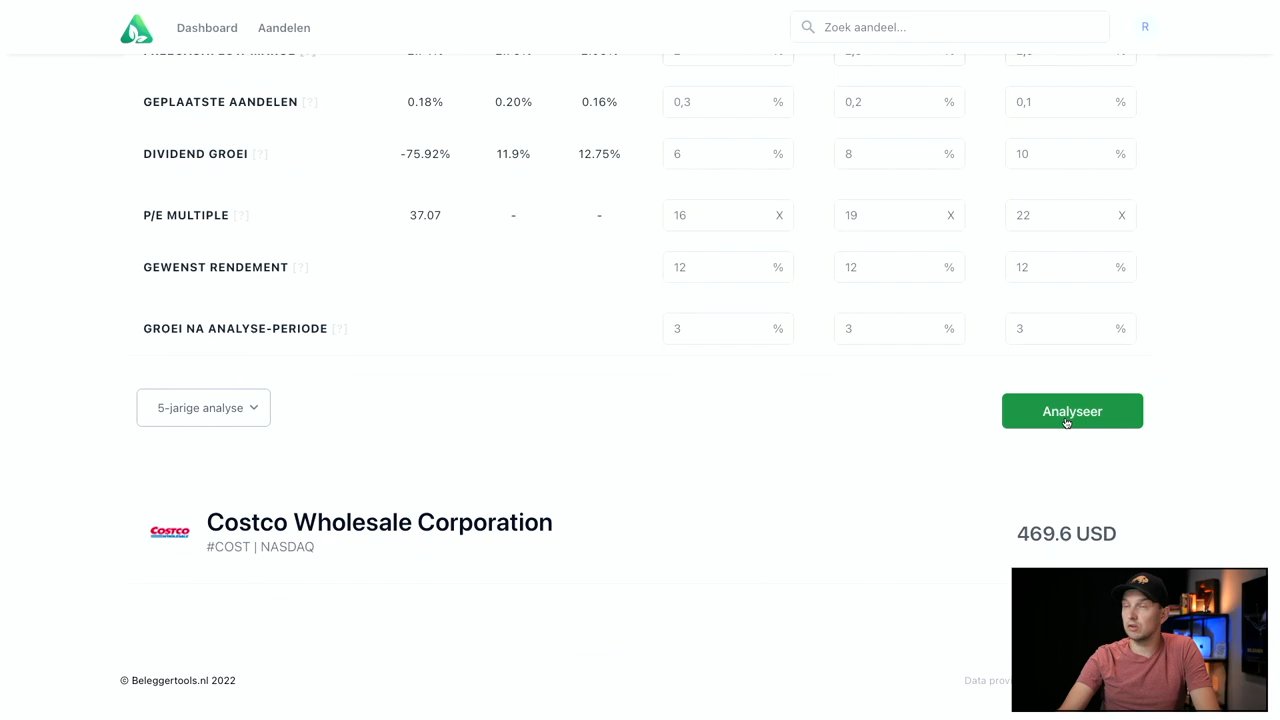 Dashboard Aandelen Zoek aandeel... R
GEPLAATSTE AANDELEN [?] 0.18% 0.20% 0.16% 0,3 % 0,2 % 0,1 %
DIVIDEND GROEI [?] -75.92% 11.9% 12.75% 6 % 8 % 10 %
P/E MULTIPLE [?] 37.07 - - 16 X 19 X 22 X
GEWENST RENDEMENT [?] 12 % 12 % 12 %
GROEI NA ANALYSE-PERIODE [?] 3 % 3 % 3 %
5-jarige analyse Analyseer
Costco Wholesale Corporation
COSTCO WHOLESALE
#COST | NASDAQ
469.6 USD
© Beleggertools.nl 2022 Data prov